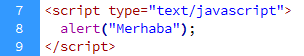 7 <script type="text/javascript">
8 alert("Merhaba");
9 </script>